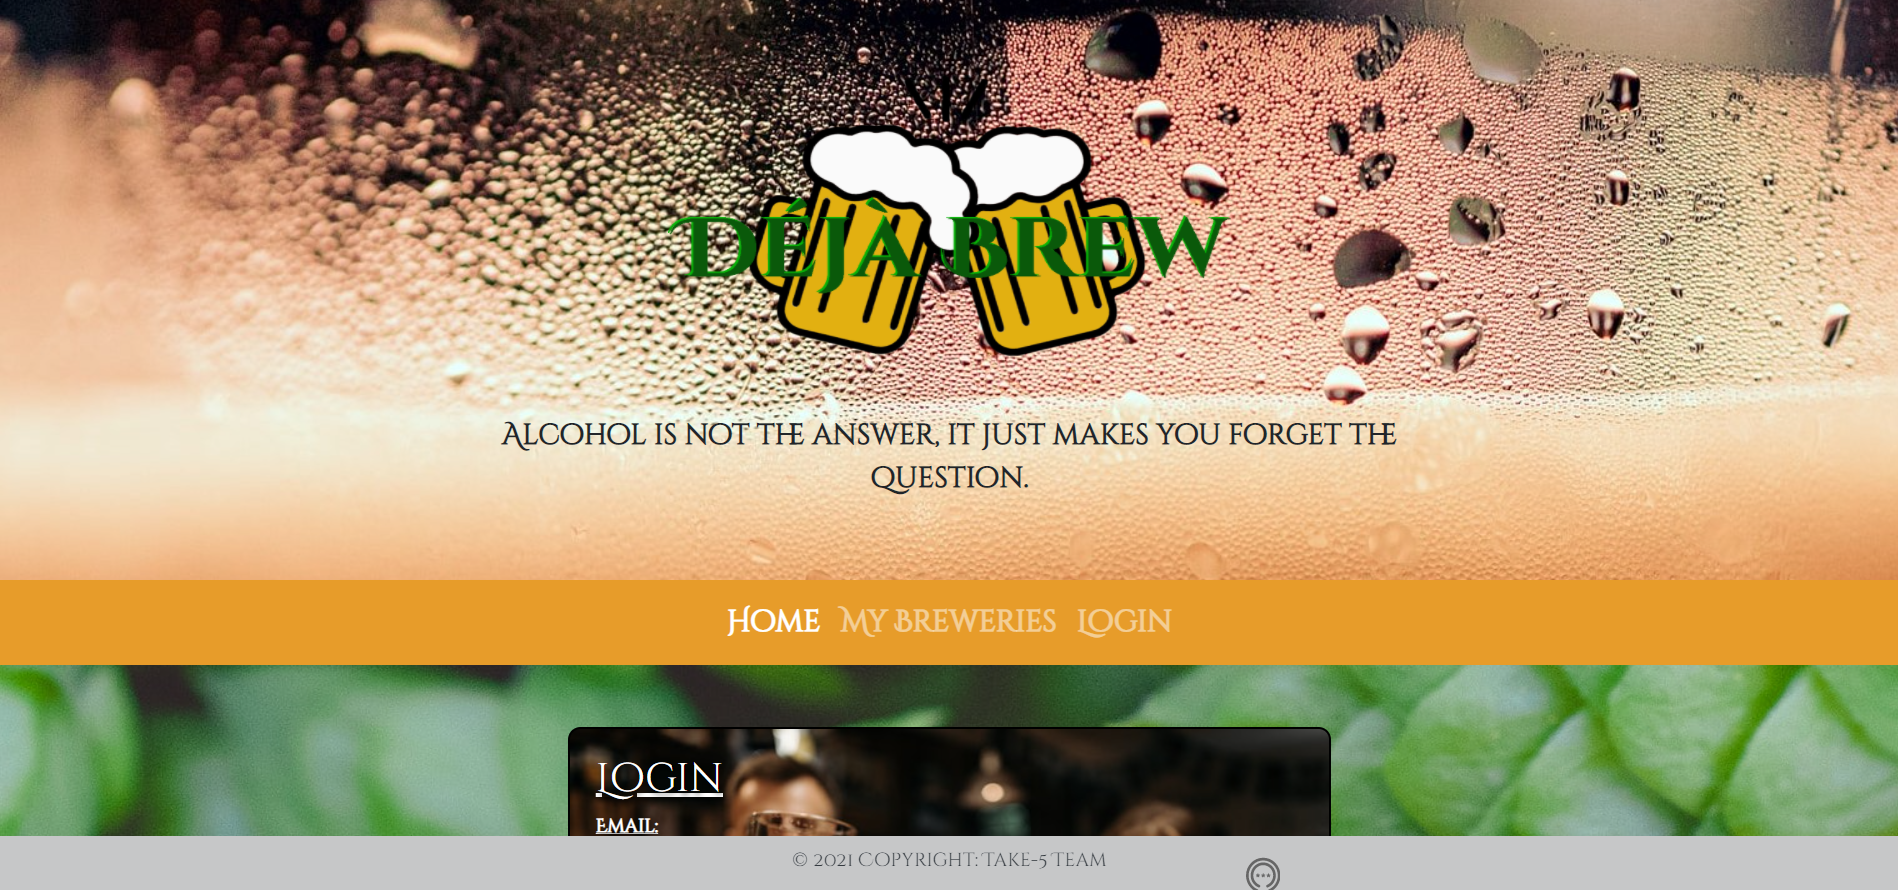 Déjà Brew
Alcohol is not the answer, it just makes you forget the
question.
Home My Breweries Login
Login
Email:
© 2021 Copyright: Take-5 Team